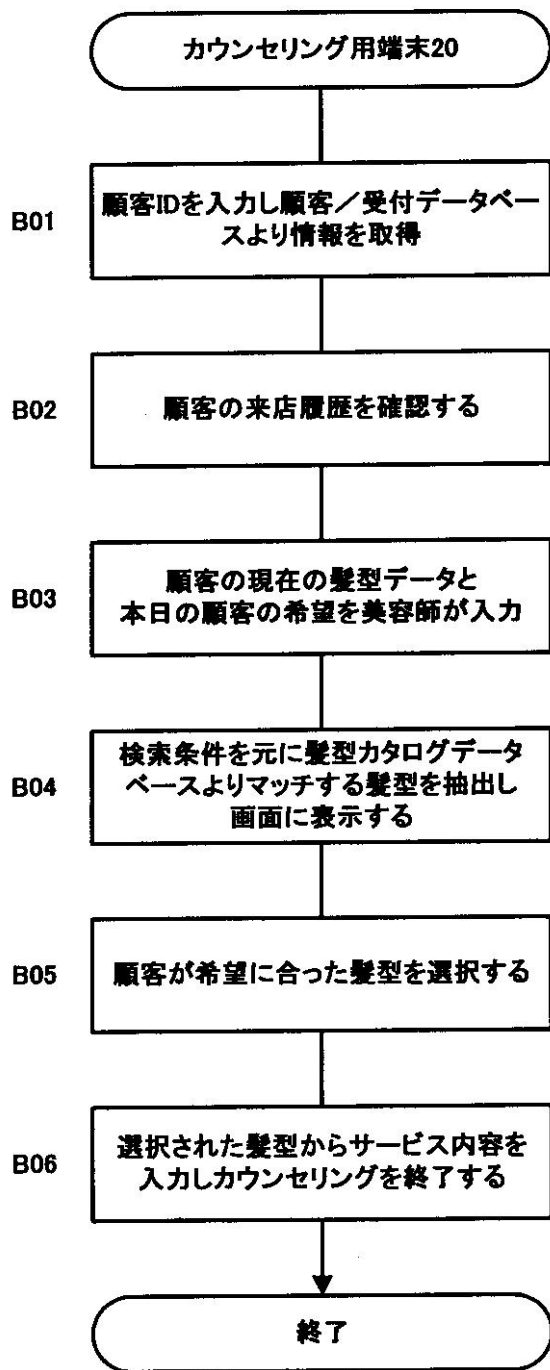 カウンセリング用端末20
B01
顧客IDを入力し顧客／受付データベー
スより情報を取得
B02
顧客の来店履歴を確認する
B03
顧客の現在の髪型データと
本日の顧客の希望を美容師が入力
B04
検索条件を元に髪型カタログデータ
ベースよりマッチする髪型を抽出し
画面に表示する
B05
顧客が希望に合った髪型を選択する
B06
選択された髪型からサービス内容を
入力しカウンセリングを終了する
終了